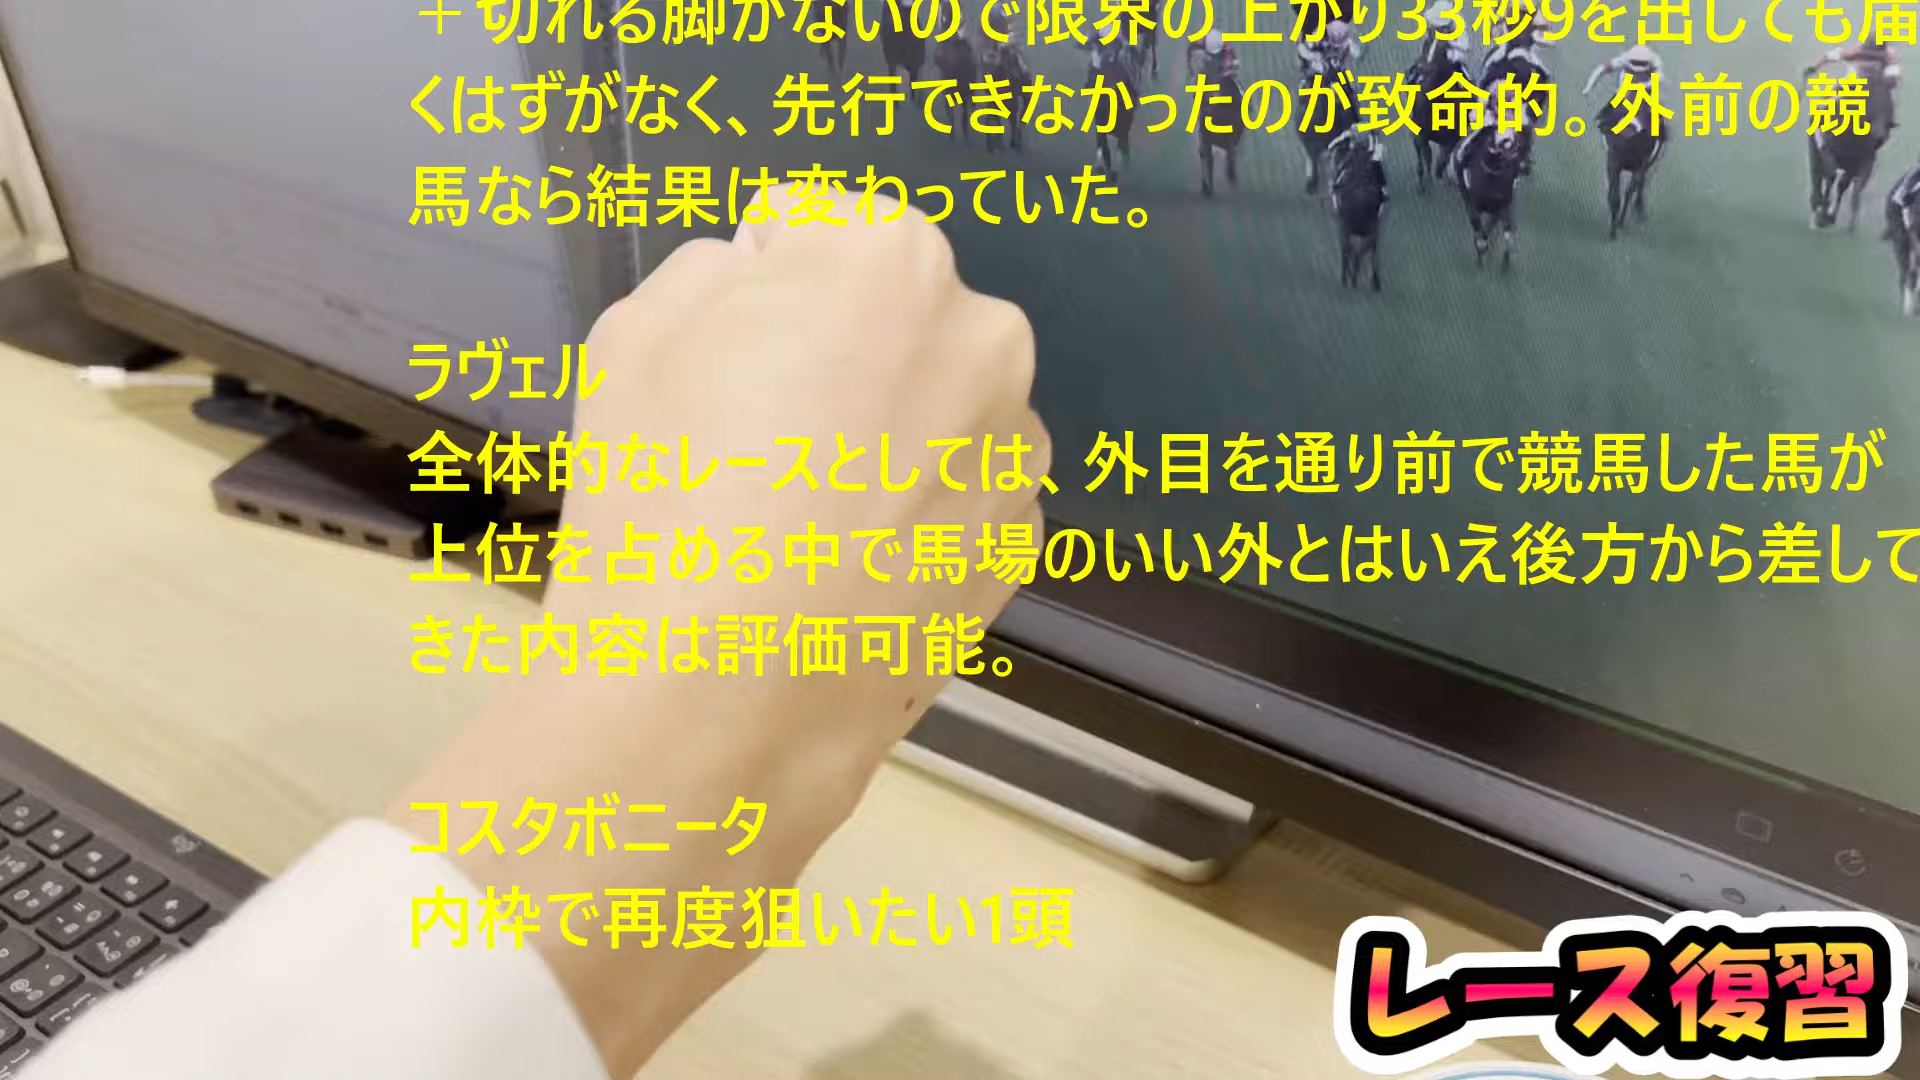 ＋切れる脚がないので限界の上がり33秒9を出しても届
くはずがなく、先行できなかったのが致命的。外前の競
馬なら結果は変わっていた。
ラヴェル
全体的なレースとしては、外目を通り前で競馬した馬が
上位を占める中で馬場のいい外とはいえ後方から差して
きた内容は評価可能。
コスタボニータ
内枠で再度狙いたい1頭
レース復習